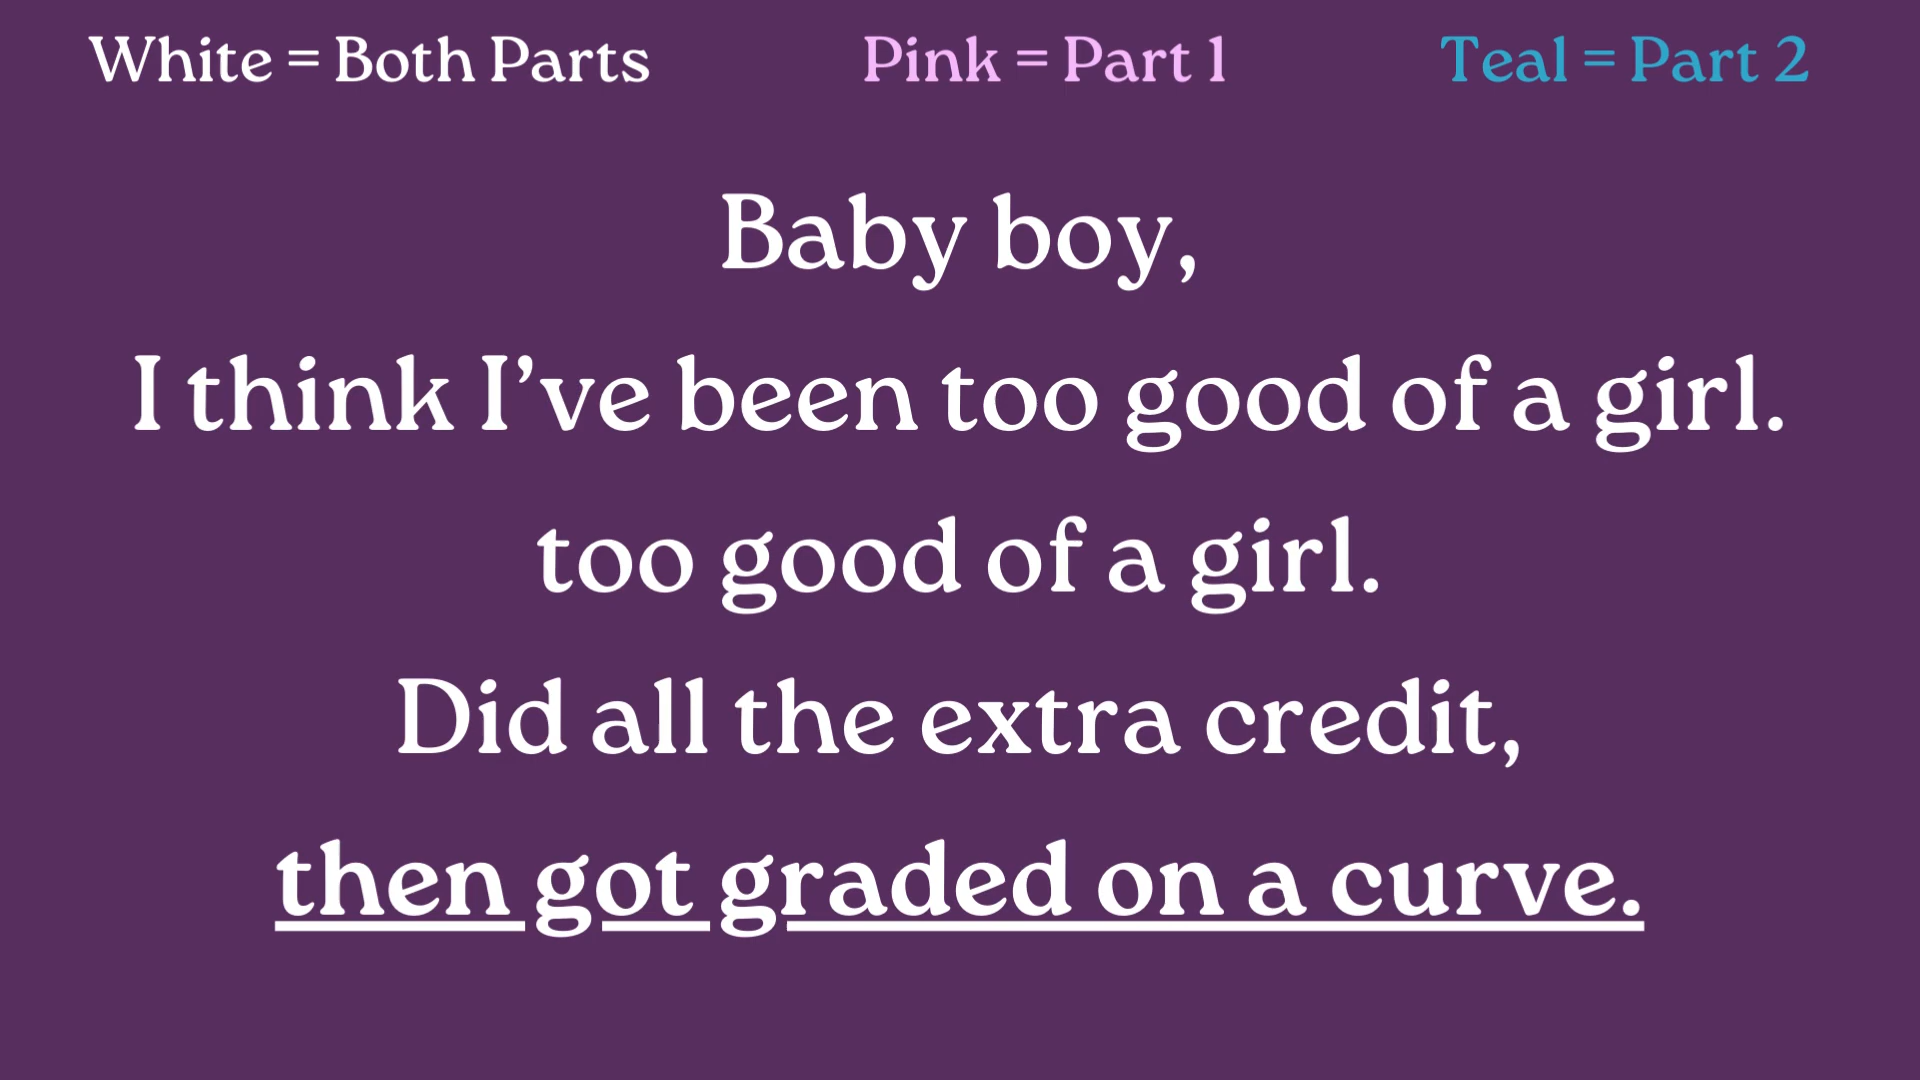 White = Both Parts Pink = Part 1 Teal = Part 2
Baby boy,
I think I’ve been too good of a girl.
too good of a girl.
Did all the extra credit,
then got graded on a curve.